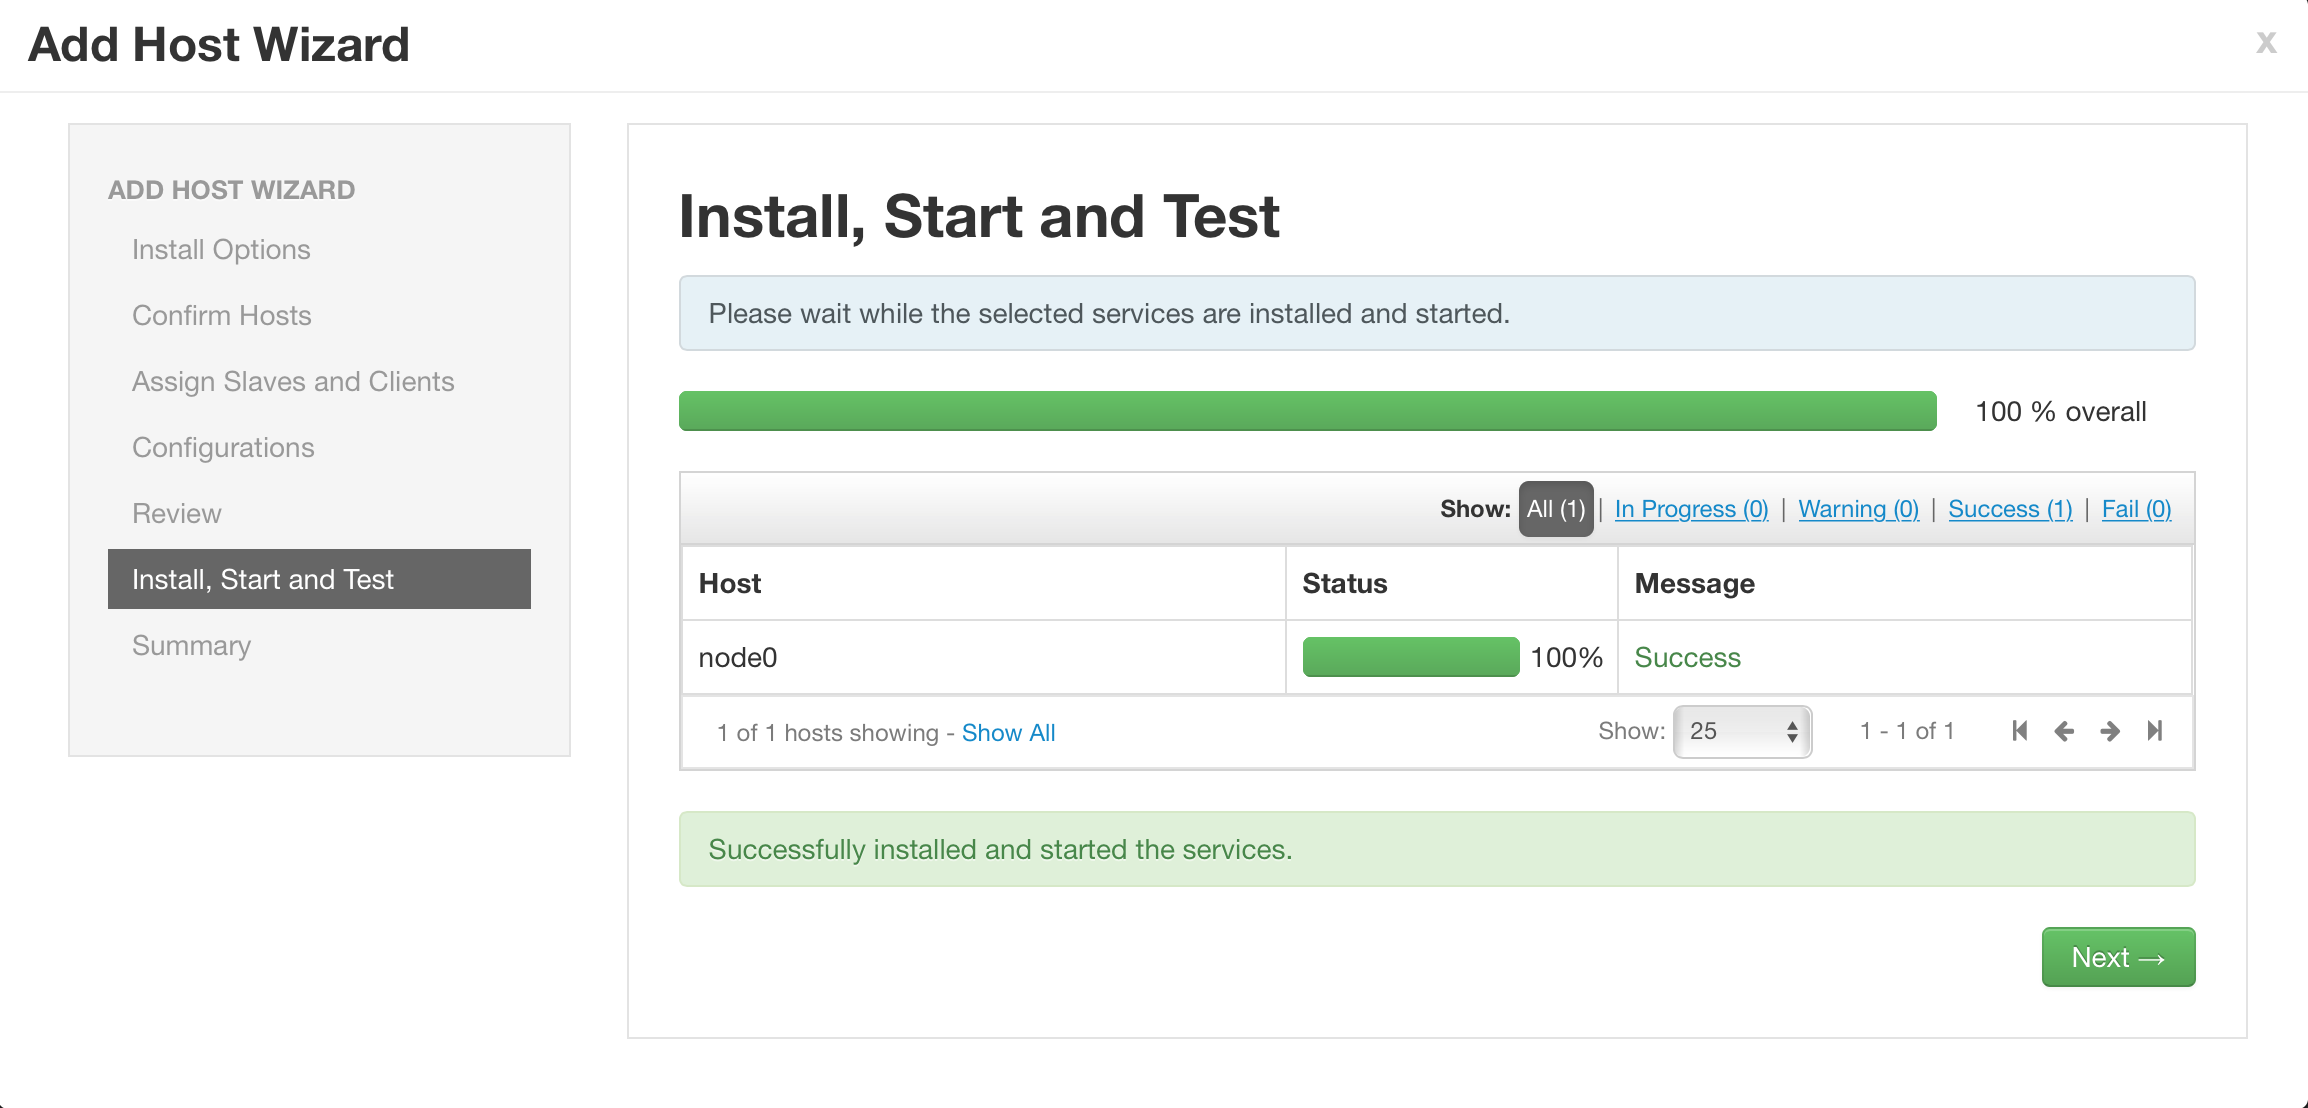 Add Host Wizard
x
ADD HOST WIZARD
Install Options
Confirm Hosts
Assign Slaves and Clients
Configurations
Review
Install, Start and Test
Summary
Install, Start and Test
Please wait while the selected services are installed and started.
100 % overall
Show: All (1) | In Progress (0) | Warning (0) | Success (1) | Fail (0)
Host Status Message
node0 100% Success
1 of 1 hosts showing - Show All Show: 25 1 - 1 of 1
Successfully installed and started the services.
Next →